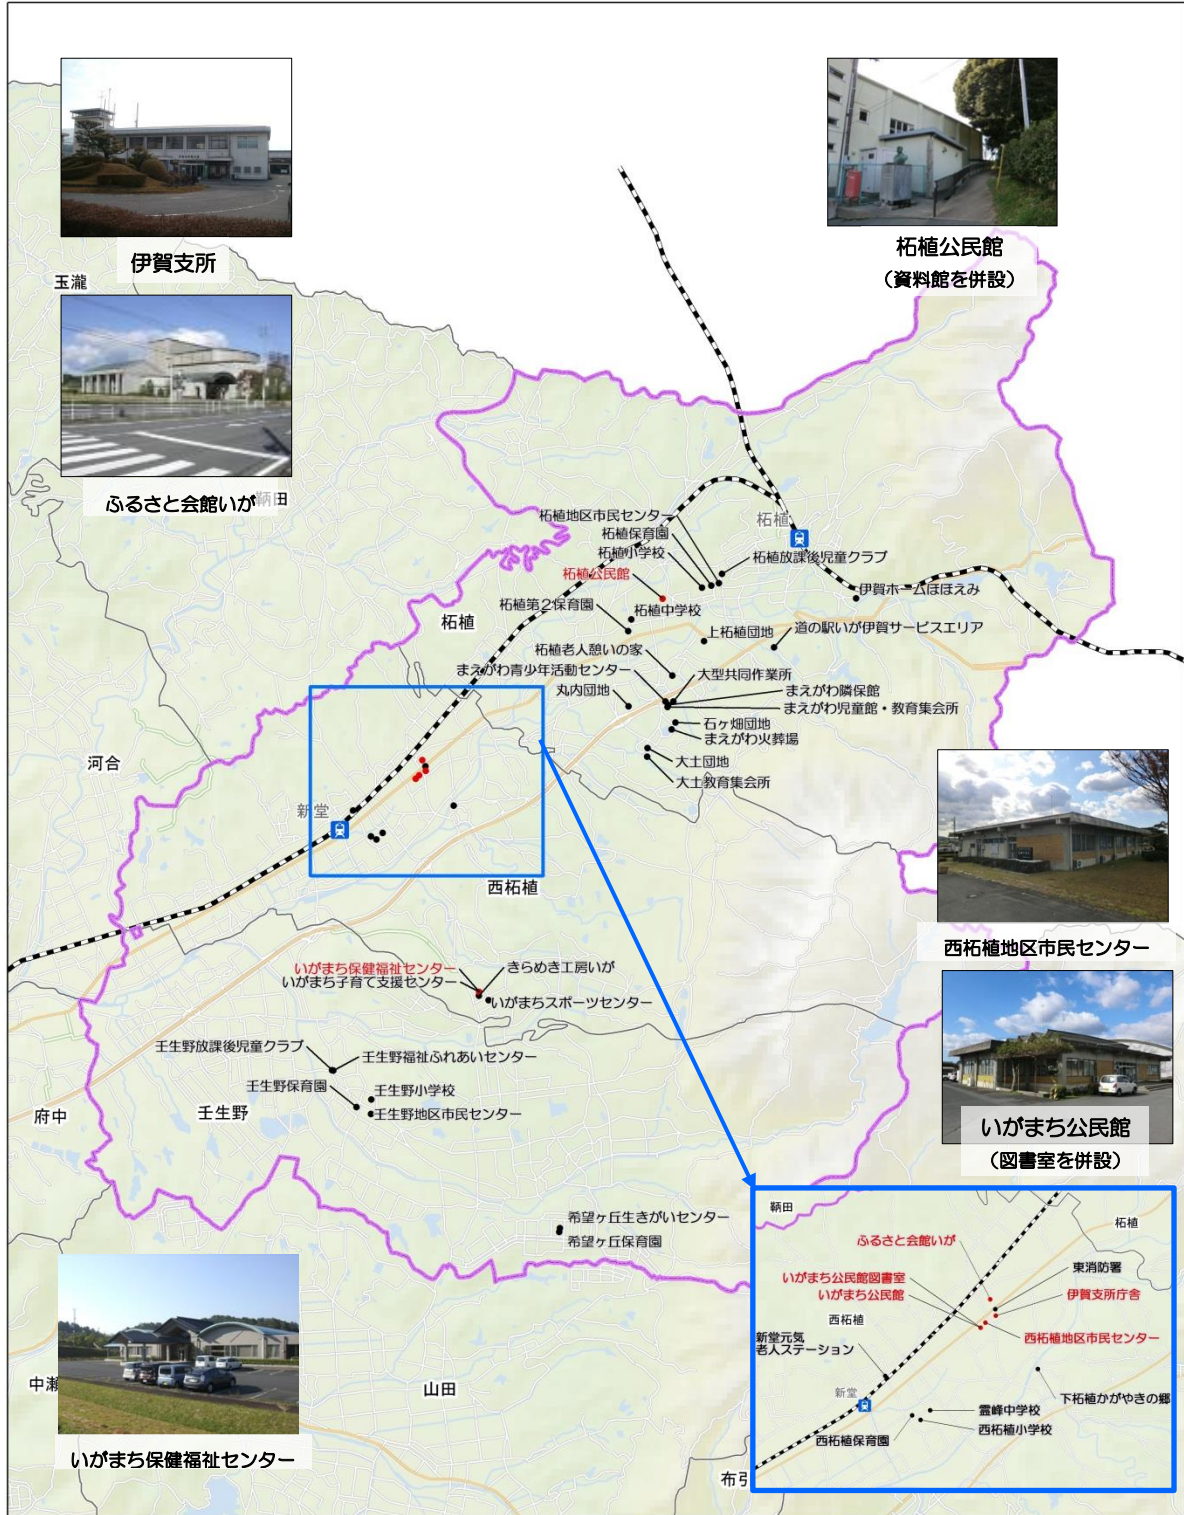 伊賀支所
玉瀧
ふるさと会館いが
鞆田
柘植公民館
(資料館を併設)
柘植
柘植地区市民センター
柘植保育園
柘植小学校
柘植放課後児童クラブ
柘植公民館
伊賀ホームほほえみ
柘植第2保育園
柘植中学校
柘植
上柘植団地
道の駅いが伊賀サービスエリア
柘植老人憩いの家
まえがわ青少年活動センター
大型共同作業所
丸内団地
まえがわ隣保館
まえがわ児童館・教育集会所
石ヶ畑団地
まえがわ火葬場
大土団地
大土教育集会所
河合
新堂
西柘植
西柘植地区市民センター
いがまち保健福祉センター
きらめき工房いが
いがまち子育て支援センター
いがまちスポーツセンター
壬生野放課後児童クラブ
壬生野福祉ふれあいセンター
壬生野保育園
壬生野小学校
壬生野
壬生野地区市民センター
府中
いがまち公民館
(図書室を併設)
希望ヶ丘生きがいセンター
希望ヶ丘保育園
鞆田
柘植
ふるさと会館いが
東消防署
いがまち公民館図書室
いがまち公民館
伊賀支所庁舎
西柘植
西柘植地区市民センター
新堂元気
老人ステーション
新堂
下柘植かがやきの郷
霊峰中学校
西柘植小学校
西柘植保育園
中瀬
山田
いがまち保健福祉センター
布引